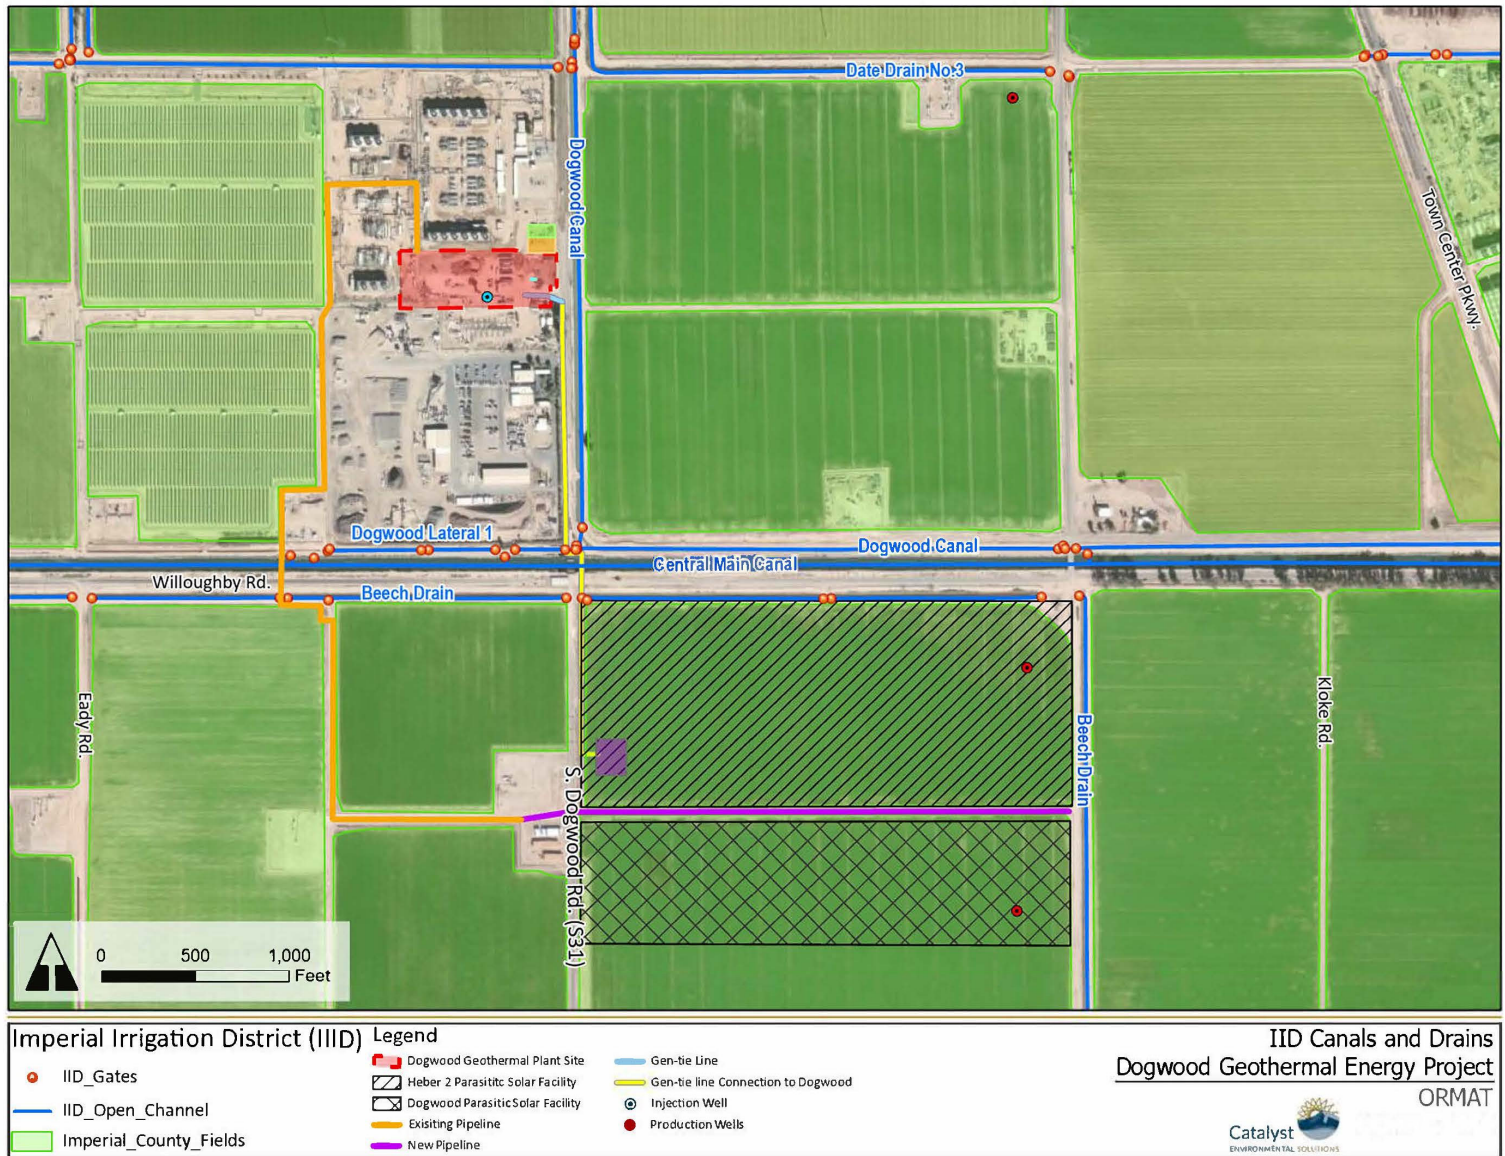 Date Drain No.3
Dogwood Canal
Town Center Pkwy.
Dogwood Lateral 1
Dogwood Canal
Central Main Canal
Willoughby Rd.
Beech Drain
Eady Rd.
Kloke Rd.
Beech Drain
S. Dogwood Rd. (S31)
0 500 1,000
Feet
Imperial Irrigation District (IIID)
IID_Gates
IID_Open_Channel
Imperial_County_Fields
Legend
Dogwood Geothermal Plant Site
Heber 2 Parasititc Solar Facility
Dogwood Parasitic Solar Facility
Exisiting Pipeline
New Pipeline
Gen-tie Line
Gen-tie line Connection to Dogwood
Injection Well
Production Wells
IID Canals and Drains
Dogwood Geothermal Energy Project
ORMAT
Catalyst
ENVIRONMENTAL SOLUTIONS